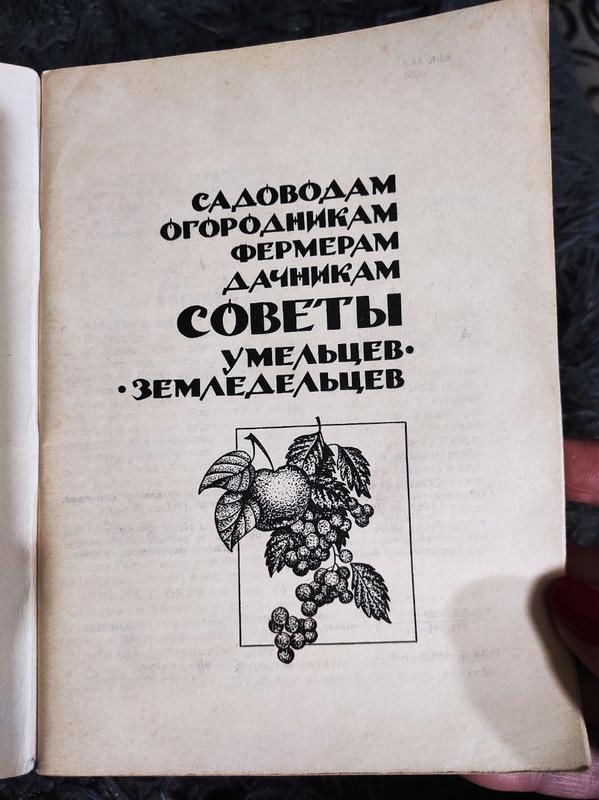 САДОВОДАМ
ОГОРОДНИКАМ
ФЕРМЕРАМ
ДАЧНИКАМ
СОВЕТЫ
УМЕЛЬЦЕВ•
•ЗЕМЛЕДЕЛЬЦЕВ